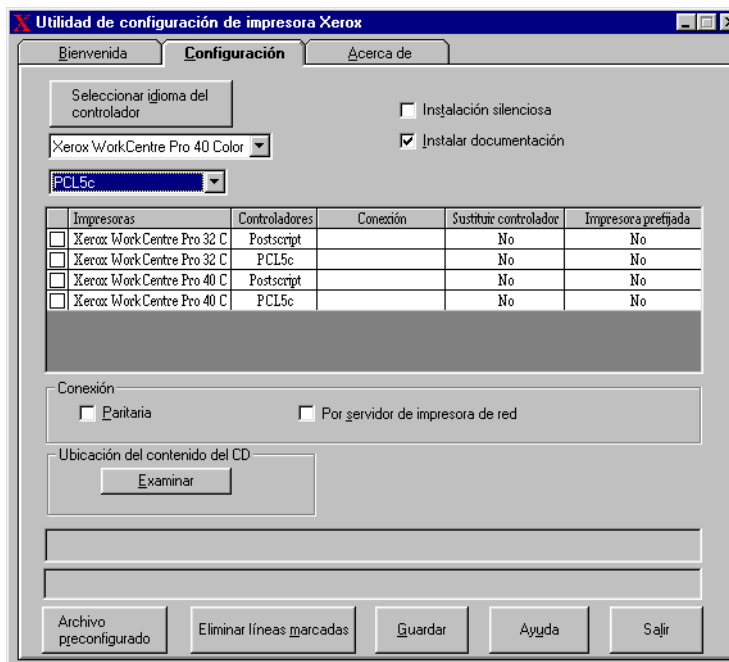 X Utilidad de configuración de impresora Xerox
Bienvenida Configuración Acerca de
Seleccionar idioma del
controlador
Instalación silenciosa
Xerox WorkCentre Pro 40 Color
Instalar documentación
PCL5c
Impresoras Controladores Conexión Sustituir controlador Impresora prefijada
Xerox WorkCentre Pro 32 C Postscript No No
Xerox WorkCentre Pro 32 C PCL5c No No
Xerox WorkCentre Pro 40 C Postscript No No
Xerox WorkCentre Pro 40 C PCL5c No No
Conexión
Paritaria Por servidor de impresora de red
Ubicación del contenido del CD
Examinar
Archivo
preconfigurado
Eliminar líneas marcadas Guardar Ayuda Salir